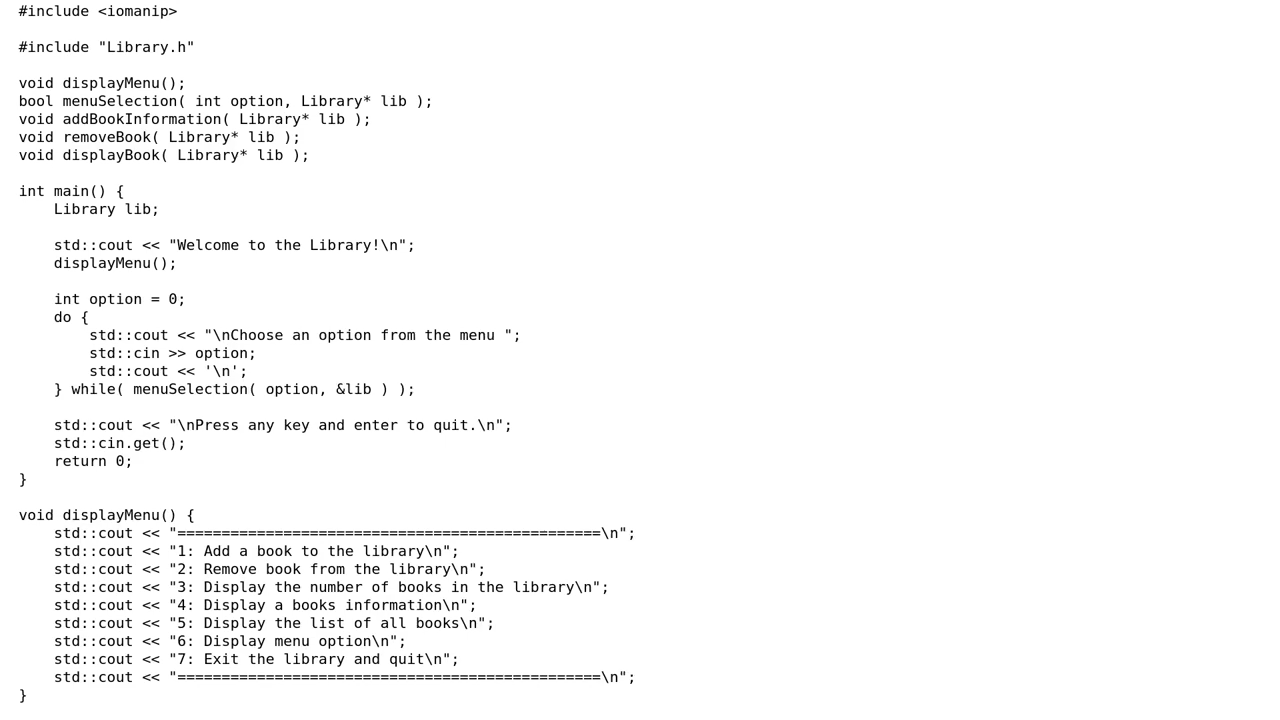 #include <iomanip>

#include "Library.h"

void displayMenu();
bool menuSelection( int option, Library* lib );
void addBookInformation( Library* lib );
void removeBook( Library* lib );
void displayBook( Library* lib );

int main() {
    Library lib;

    std::cout << "Welcome to the Library!\n";
    displayMenu();

    int option = 0;
    do {
        std::cout << "\nChoose an option from the menu ";
        std::cin >> option;
        std::cout << '\n';
    } while( menuSelection( option, &lib ) );

    std::cout << "\nPress any key and enter to quit.\n";
    std::cin.get();
    return 0;
}

void displayMenu() {
    std::cout << "================================================\n";
    std::cout << "1: Add a book to the library\n";
    std::cout << "2: Remove book from the library\n";
    std::cout << "3: Display the number of books in the library\n";
    std::cout << "4: Display a books information\n";
    std::cout << "5: Display the list of all books\n";
    std::cout << "6: Display menu option\n";
    std::cout << "7: Exit the library and quit\n";
    std::cout << "================================================\n";
}